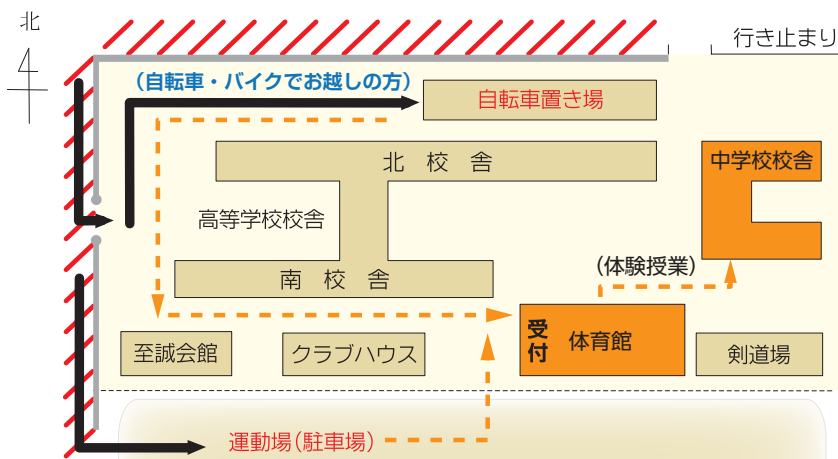 北
行き止まり
(自転車・バイクでお越しの方)
自転車置き場
北校舎
中学校校舎
高等学校校舎
南校舎
(体験授業)
受付
体育館
至誠会館
クラブハウス
剣道場
運動場(駐車場)